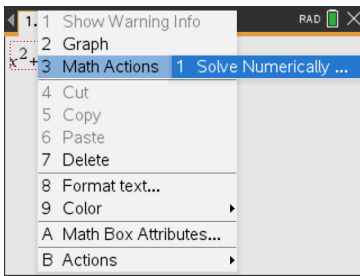 1. 1 Show Warning Info RAD
2 Graph
x²+ 3 Math Actions 1 Solve Numerically ...
4 Cut
5 Copy
6 Paste
7 Delete
8 Format text...
9 Color
A Math Box Attributes...
B Actions